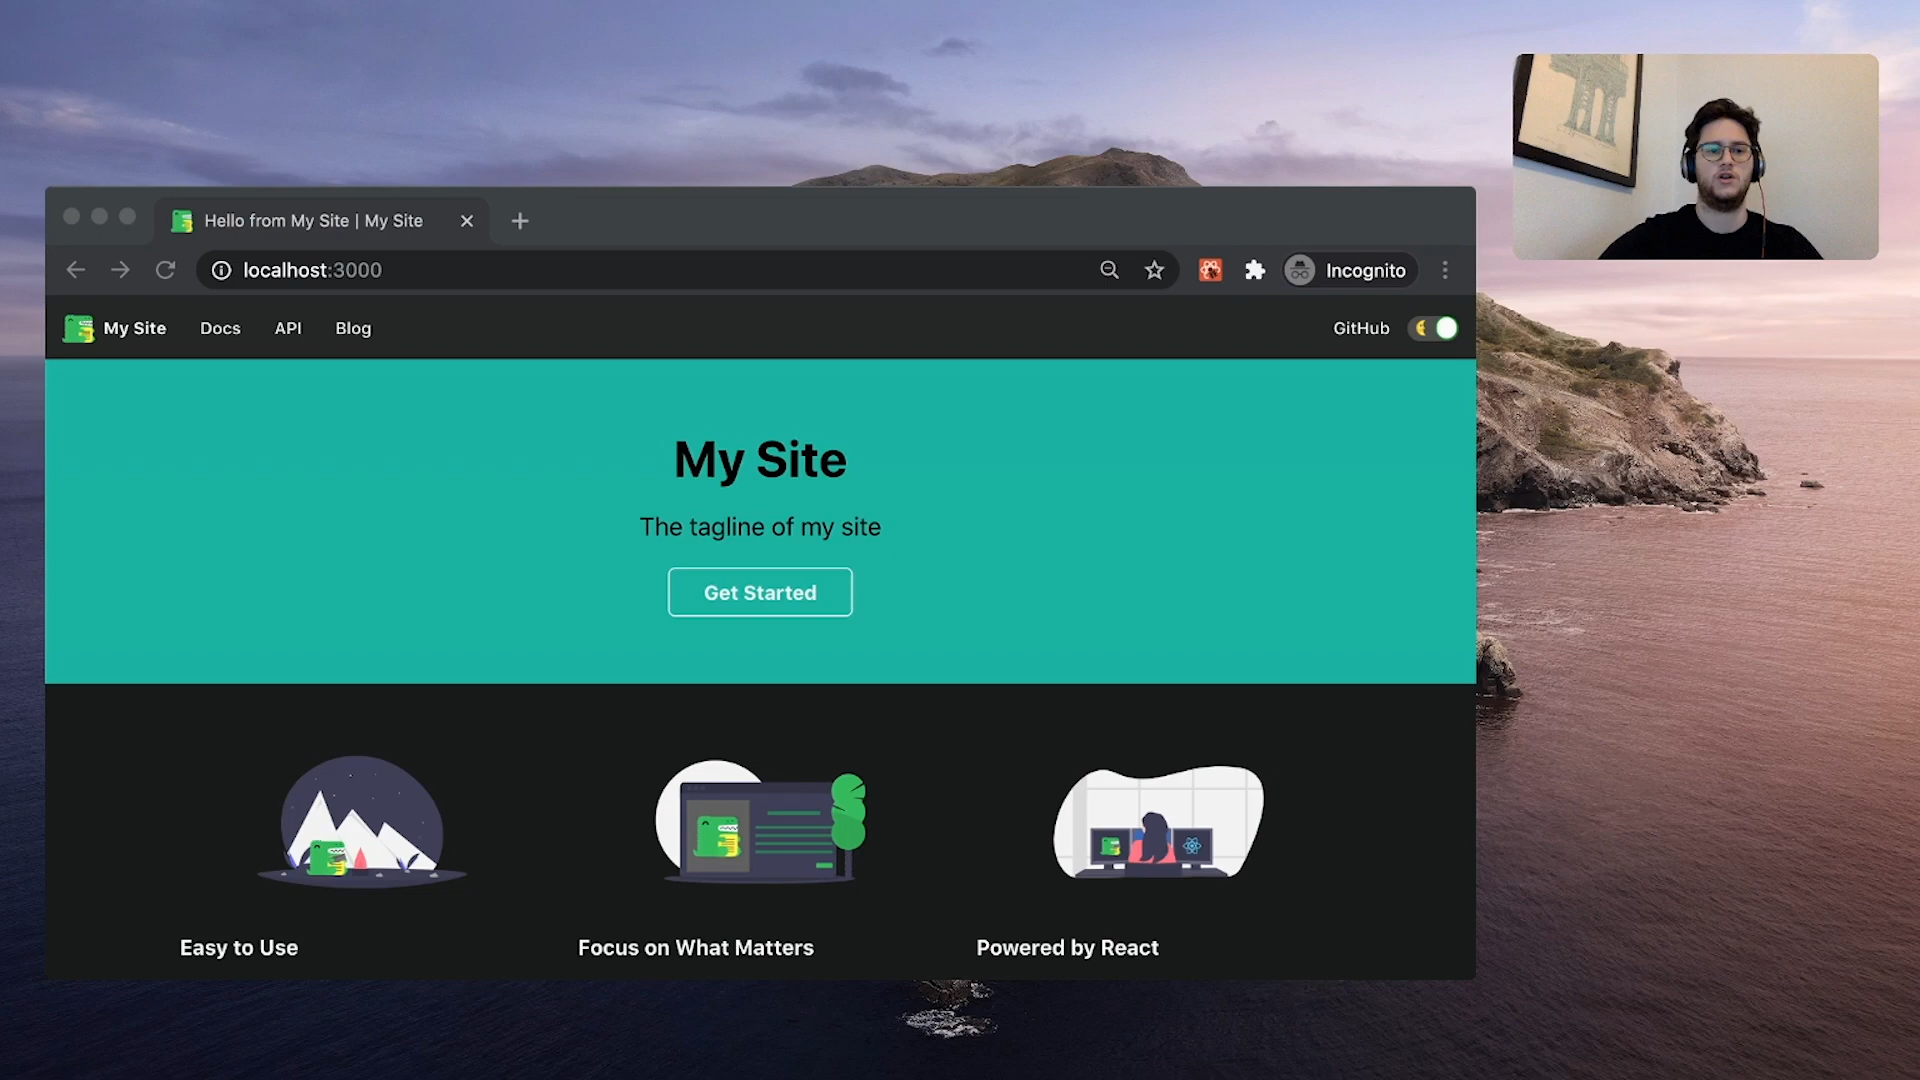 Hello from My Site | My Site
localhost:3000
Incognito
My Site Docs API Blog GitHub
My Site
The tagline of my site
Get Started
Easy to Use Focus on What Matters Powered by React